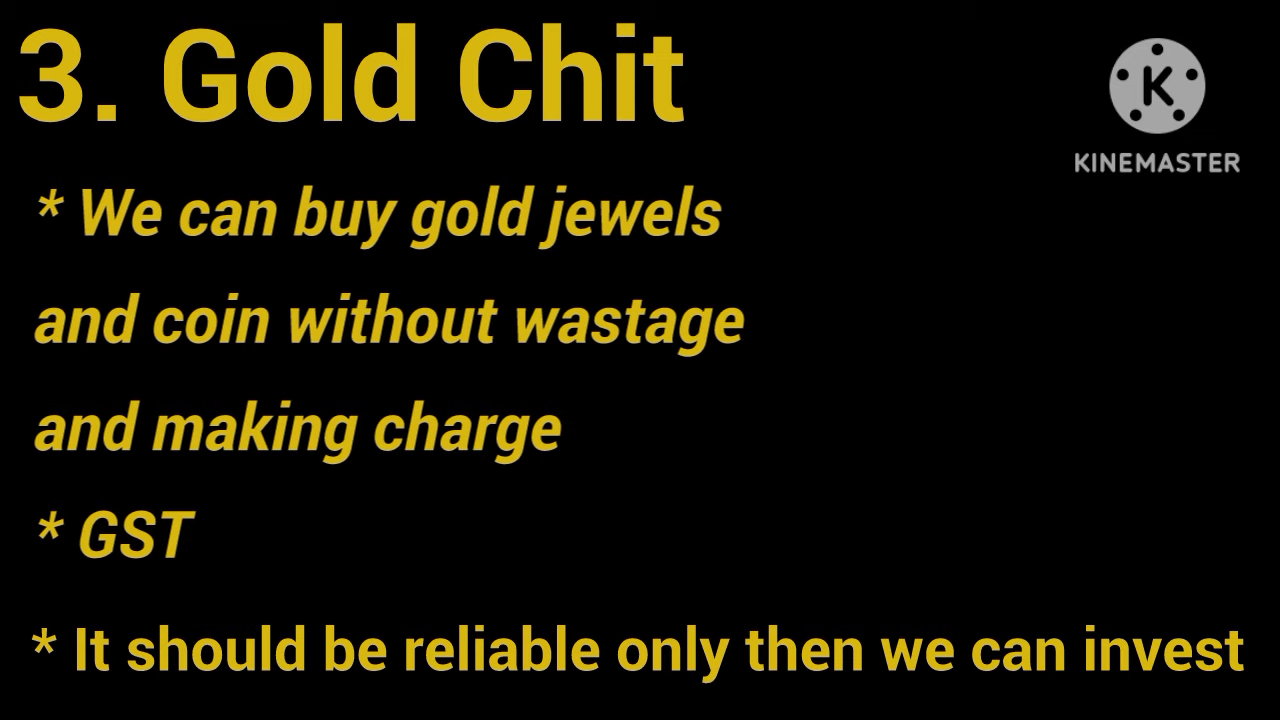 3. Gold Chit
K
KINEMASTER
* We can buy gold jewels
and coin without wastage
and making charge
* GST
* It should be reliable only then we can invest